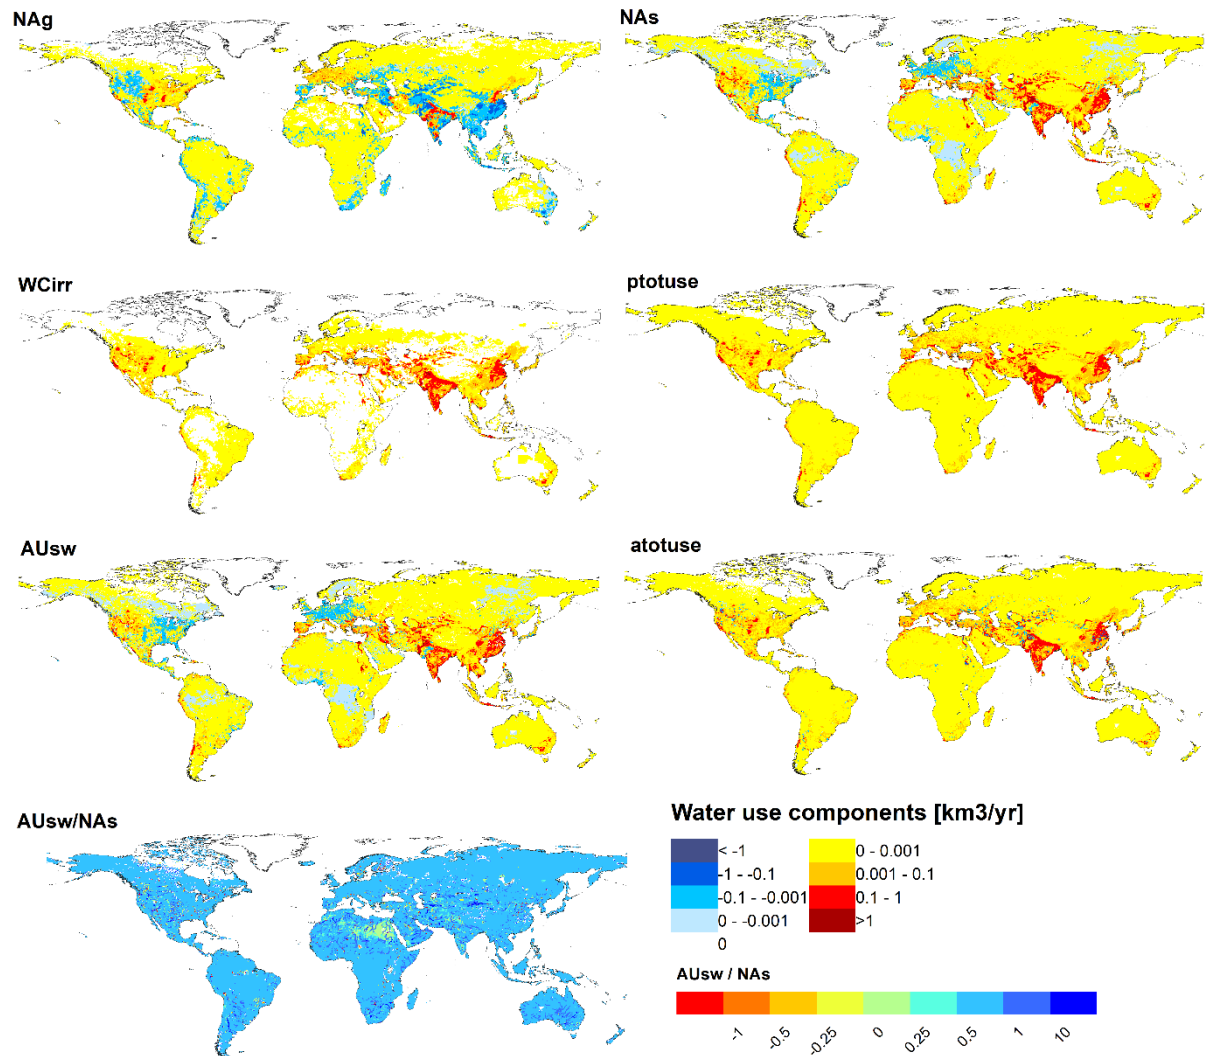 NAg
NAs
WCirr
ptotuse
AUsw
atotuse
AUsw/NAs
Water use components [km3/yr]
< -1
0 - 0.001
-1 - -0.1
0.001 - 0.1
-0.1 - -0.001
0.1 - 1
0 - -0.001
>1
0
AUsw / NAs
-1 -0.5 -0.25 0 0.25 0.5 1 10